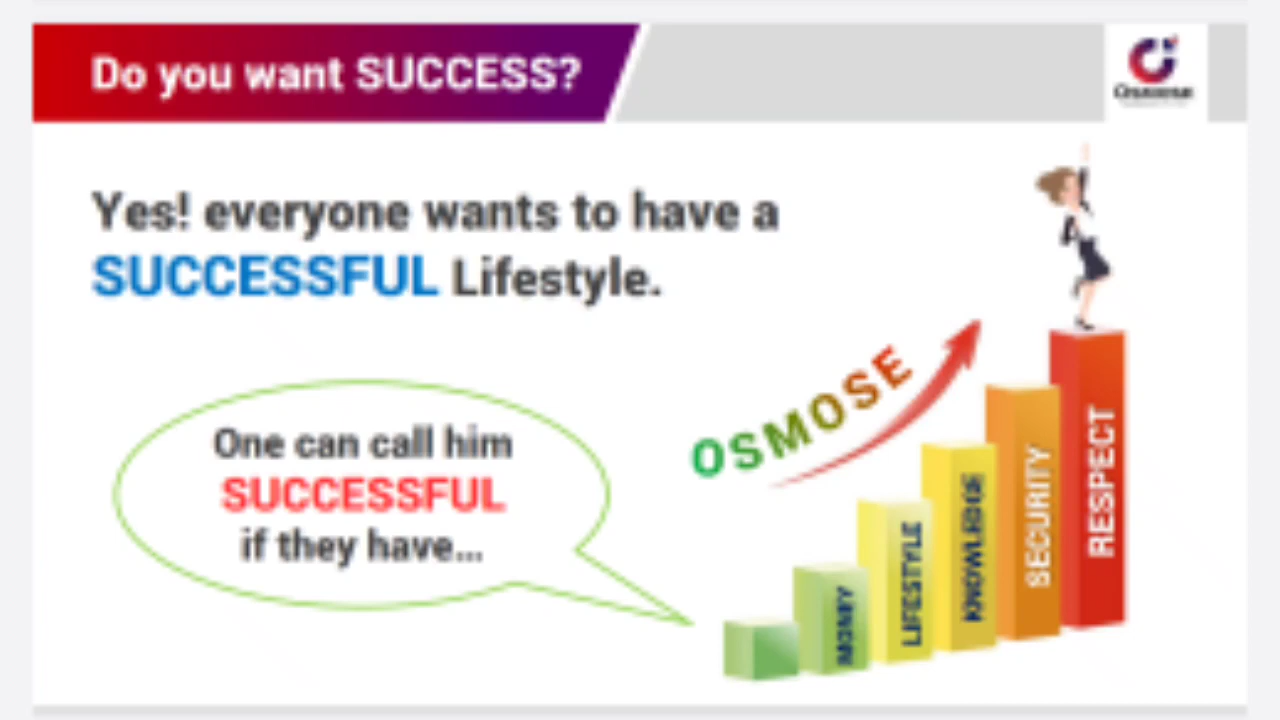 Do you want SUCCESS?
Yes! everyone wants to have a
SUCCESSFUL Lifestyle.
One can call him
SUCCESSFUL
if they have...
OSMOSE
MONEY
LIFESTYLE
KNOWLEDGE
SECURITY
RESPECT